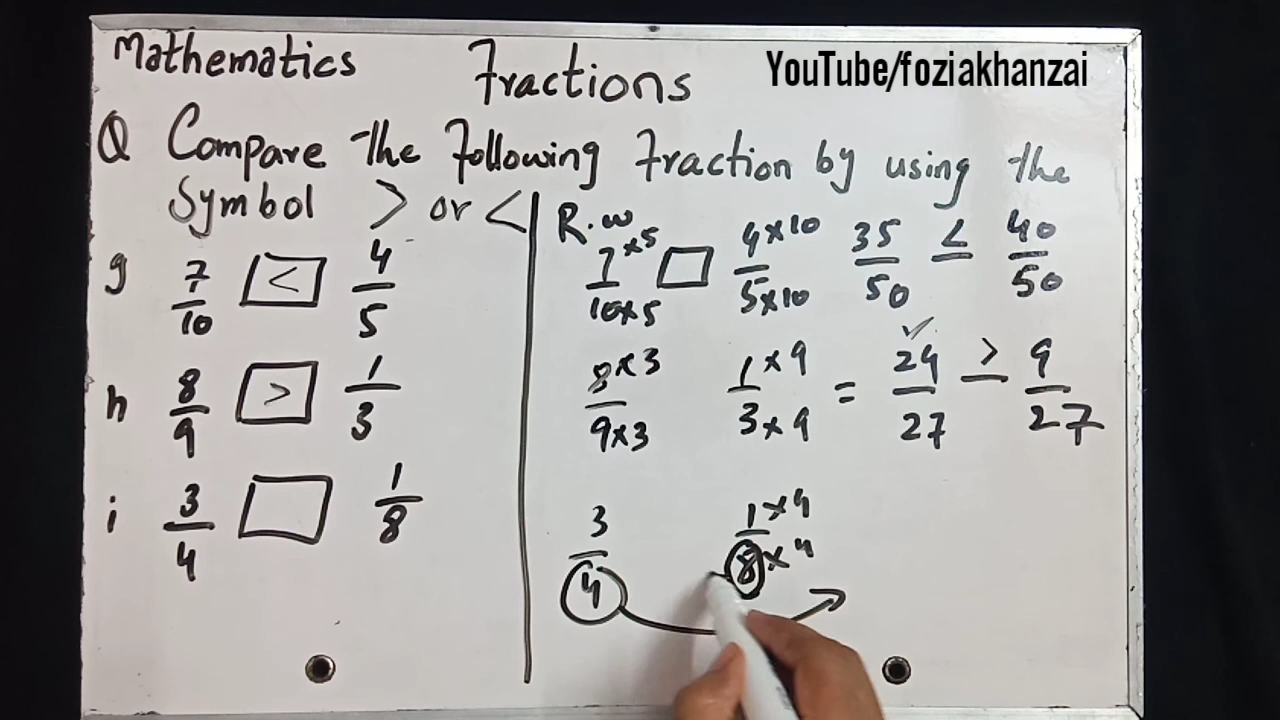 Mathematics Fractions YouTube/foziakhanzai
Q Compare the following Fraction by using the
Symbol > or <
g 7/10 < 4/5
h 8/9 > 1/3
i 3/4 1/8
R.w
7×5/10×5 4×10/5×10 35/50 < 40/50
8×3/9×3 1×9/3×9 = 24/27 > 9/27
3/4 1×4/8×4